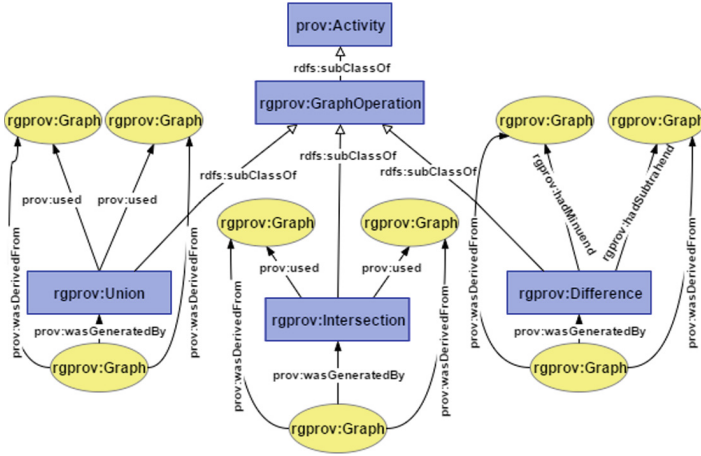 prov:Activity
rdfs:subClassOf
rgprov:GraphOperation
rgprov:Graph
rgprov:Graph
rgprov:Graph
rgprov:Graph
rdfs:subClassOf
rdfs:subClassOf
rdfs:subClassOf
prov:used
prov:used
rgprov:hadMinuend
rgprov:hadSubtrahend
rgprov:Graph
rgprov:Graph
prov:used
prov:used
prov:wasDerivedFrom
prov:wasDerivedFrom
prov:wasDerivedFrom
prov:wasDerivedFrom
prov:wasDerivedFrom
prov:wasDerivedFrom
rgprov:Union
rgprov:Intersection
rgprov:Difference
prov:wasGeneratedBy
prov:wasGeneratedBy
prov:wasGeneratedBy
rgprov:Graph
rgprov:Graph
rgprov:Graph